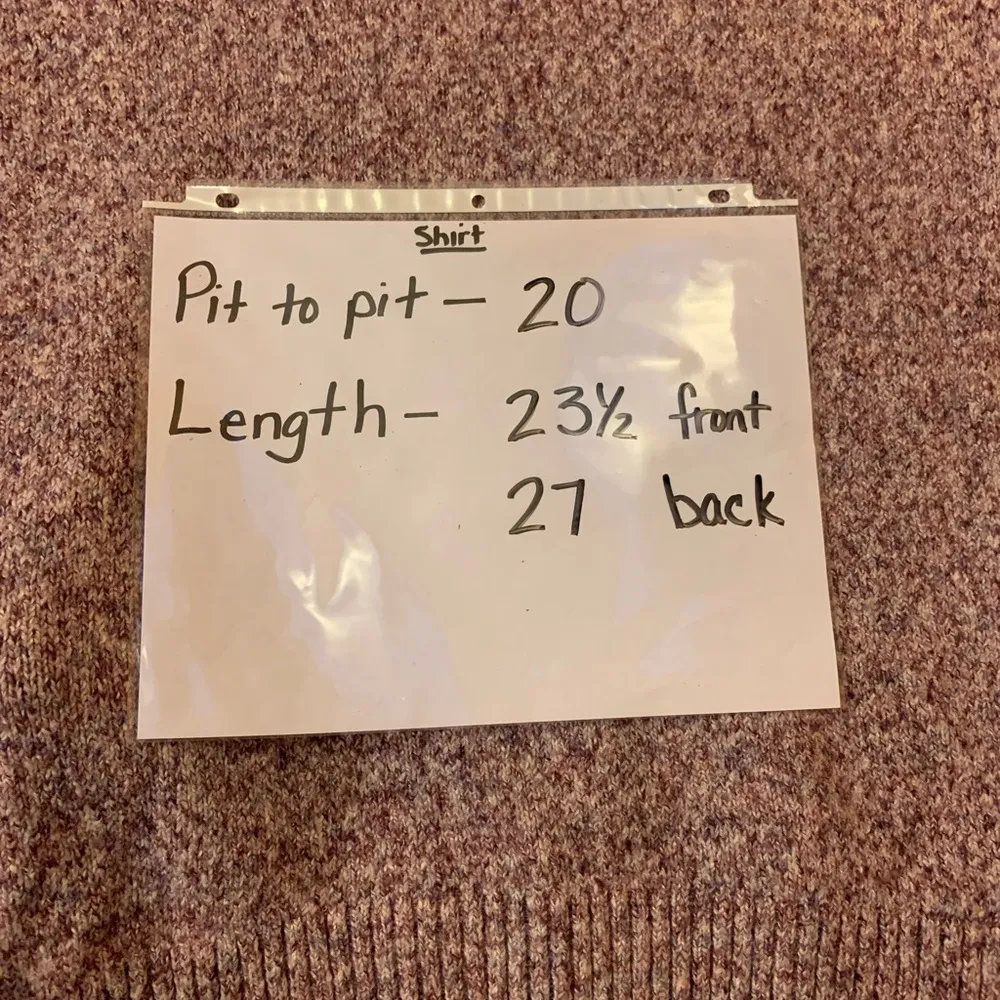 Shirt
Pit to pit - 20
Length - 23½ front
27 back